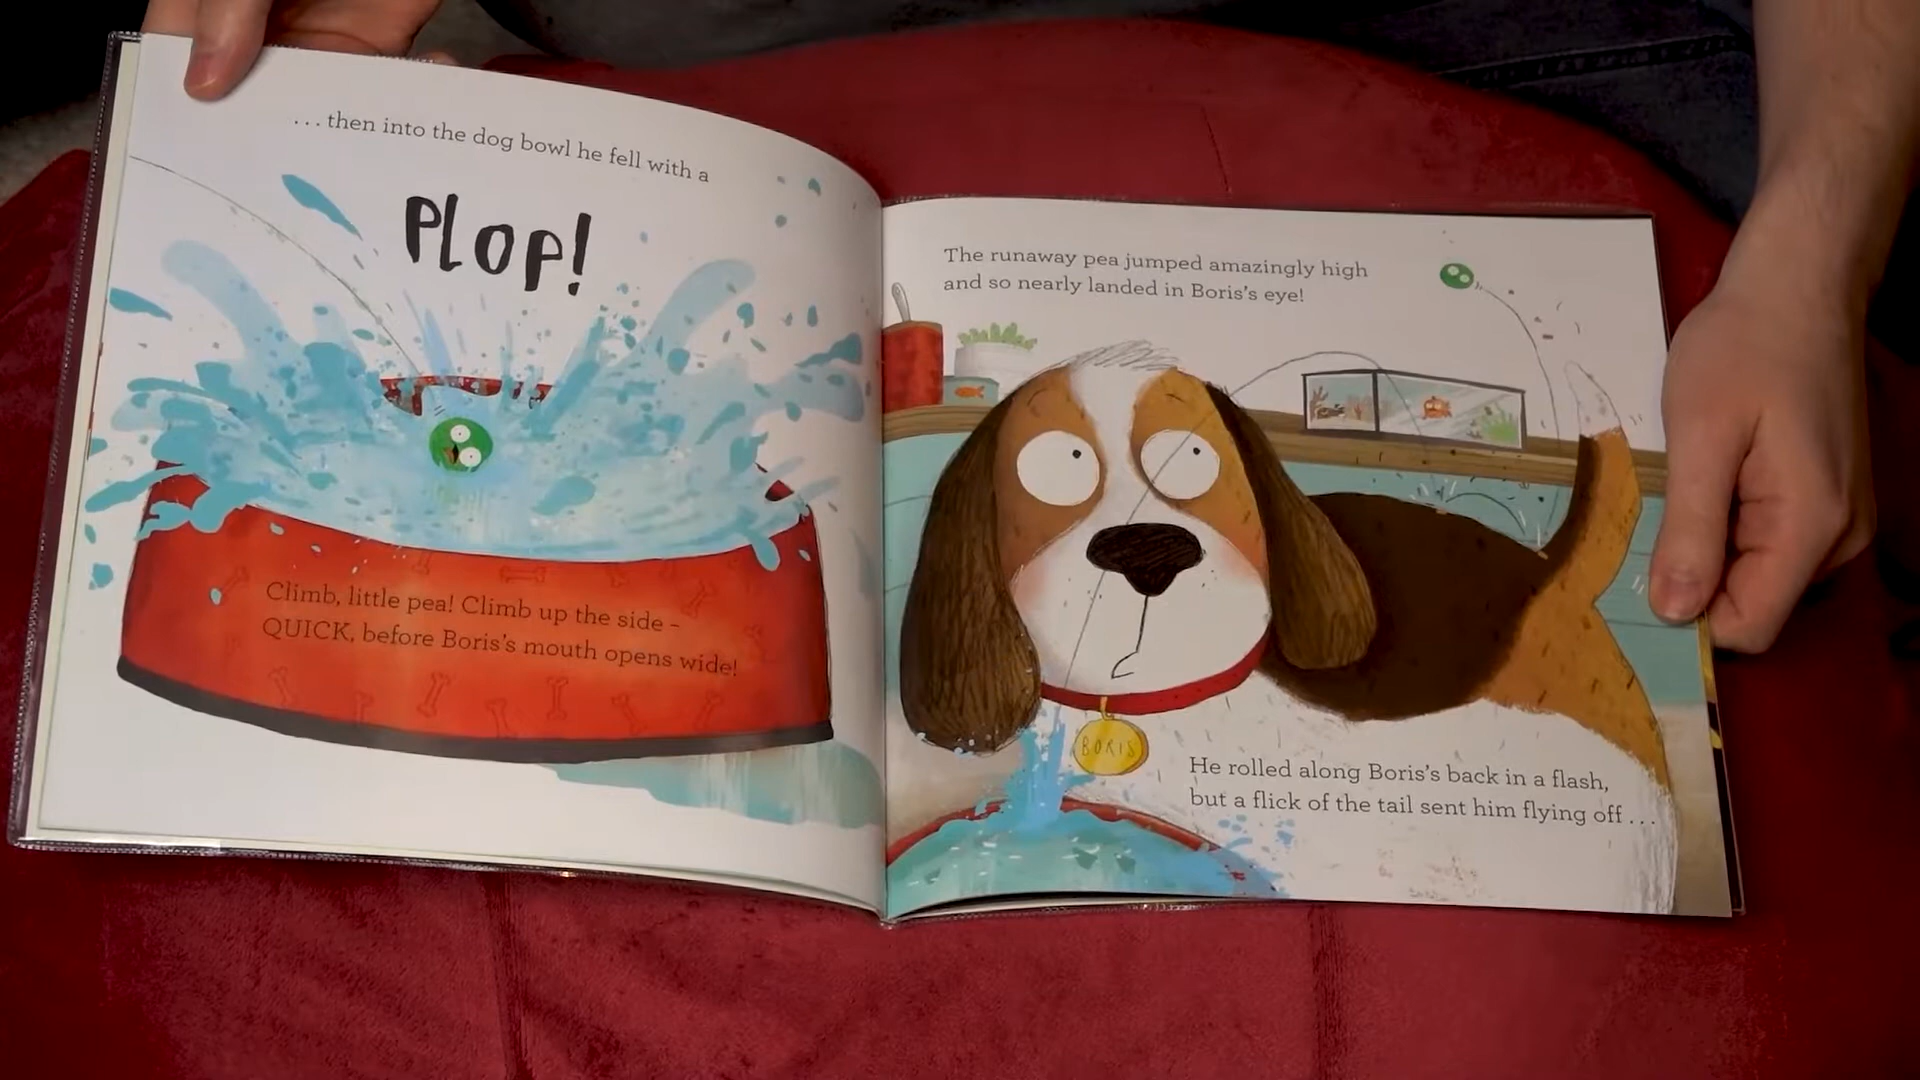 . . . then into the dog bowl he fell with a
PLOP!
Climb, little pea! Climb up the side –
QUICK, before Boris's mouth opens wide!
The runaway pea jumped amazingly high
and so nearly landed in Boris's eye!
BORIS
He rolled along Boris's back in a flash,
but a flick of the tail sent him flying off . . .